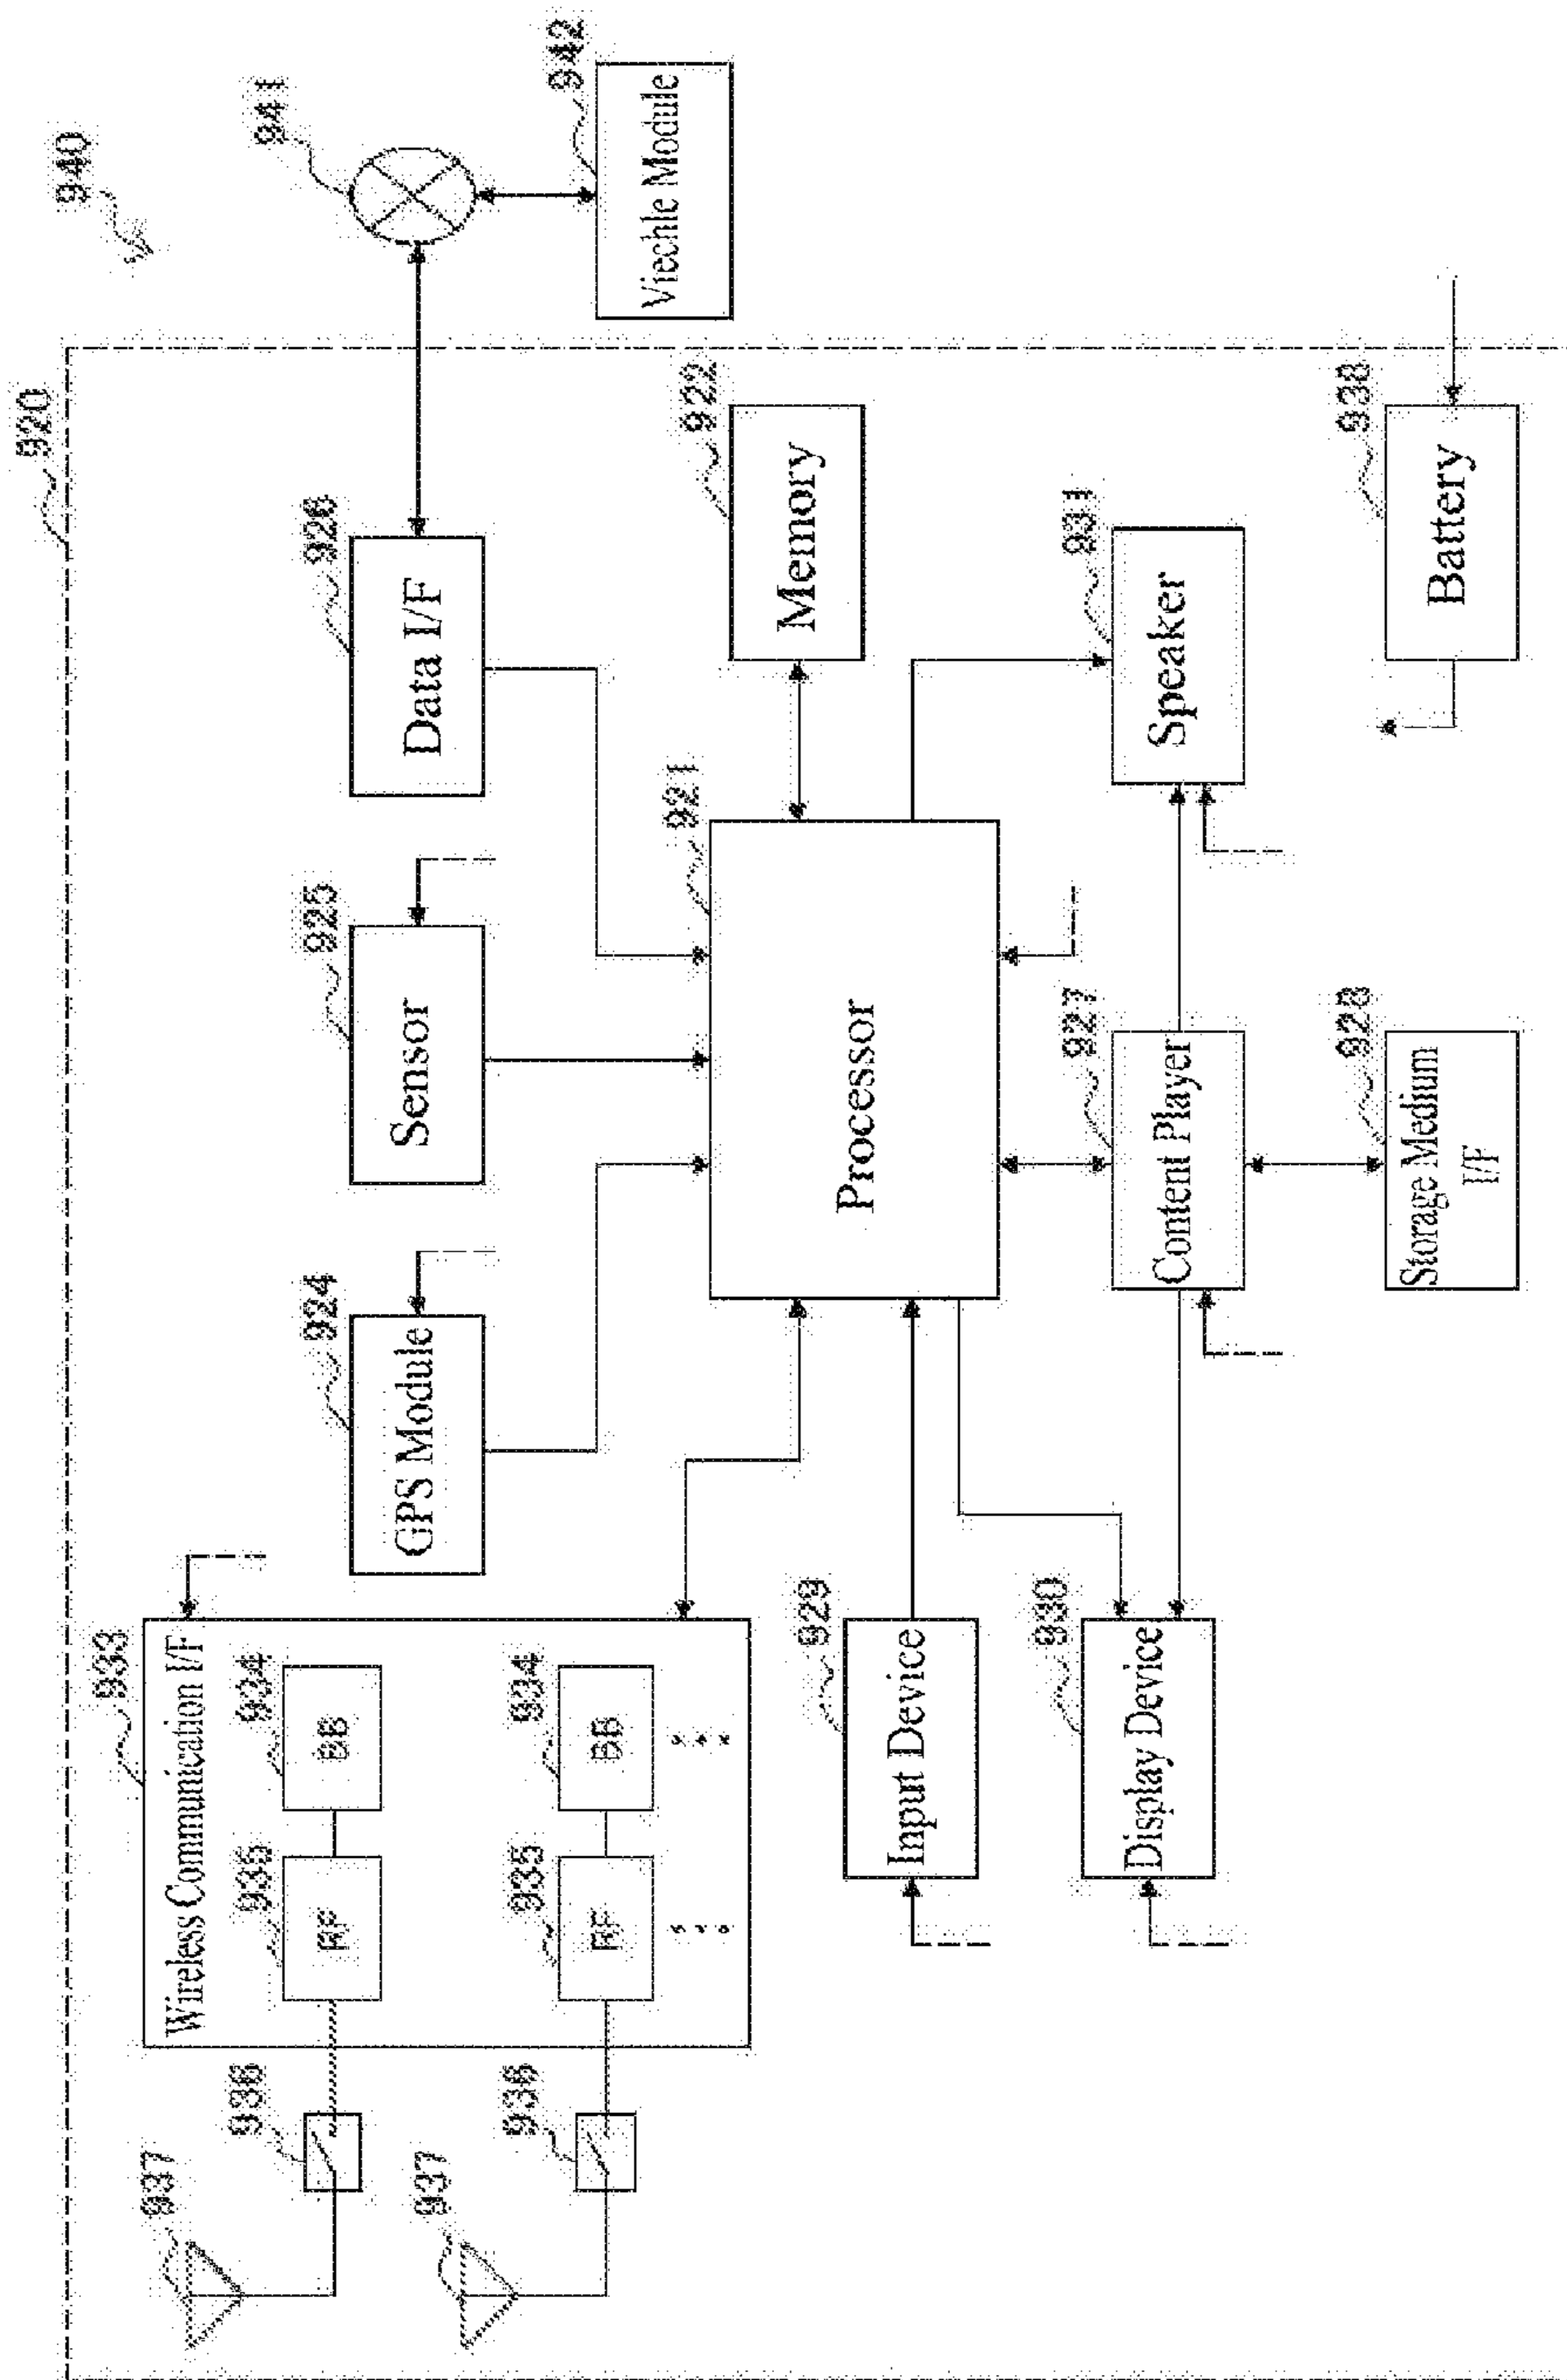 920
940
933
937
Wireless Communication I/F
936
935
934
RF
BB
924
925
926
941
GPS Module
Sensor
Data I/F
937
936
935
934
RF
BB
942
Viechle Module
921
922
Processor
Memory
929
Input Device
930
927
931
Display Device
Content Player
Speaker
928
938
Storage Medium
I/F
Battery